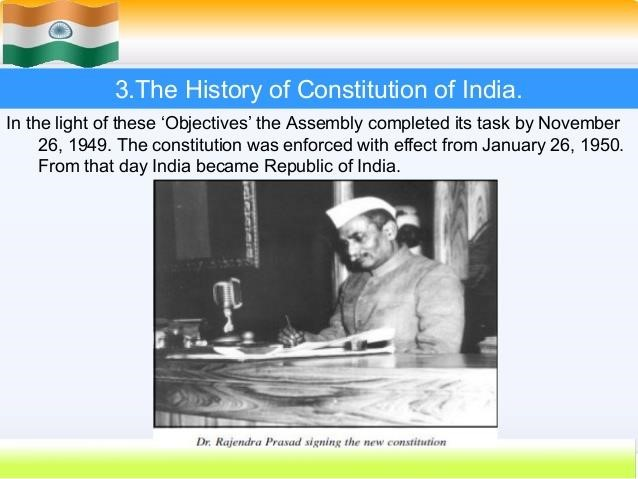 3.The History of Constitution of India.
In the light of these ‘Objectives’ the Assembly completed its task by November
26, 1949. The constitution was enforced with effect from January 26, 1950.
From that day India became Republic of India.
Dr. Rajendra Prasad signing the new constitution